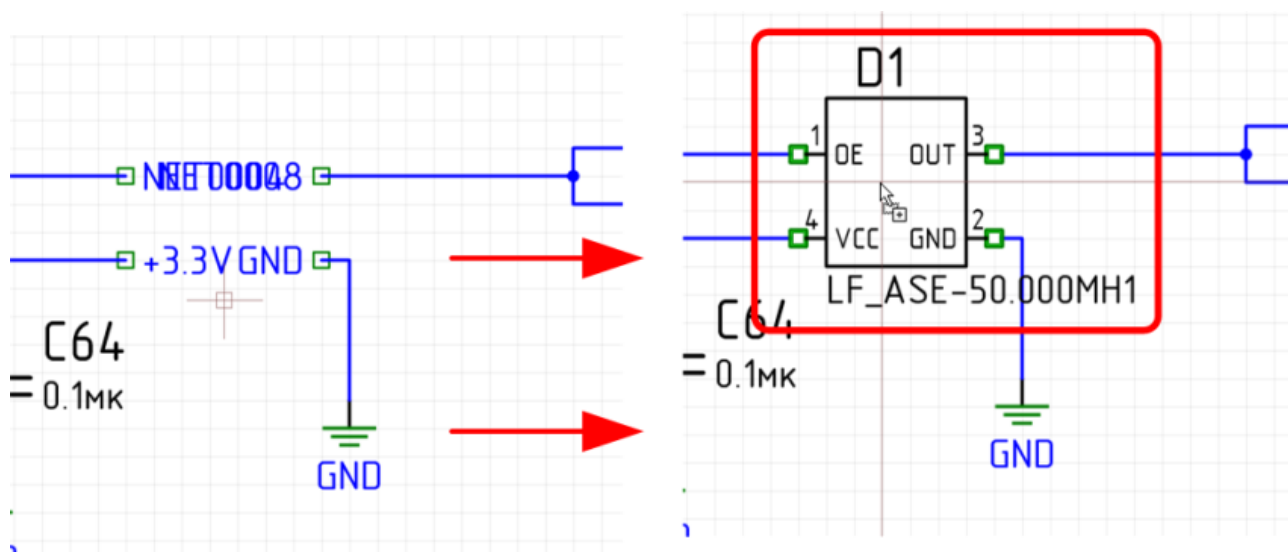 +3.3V GND
C64
0.1мк
GND
D1
1 OE OUT 3
4 VCC GND 2
LF_ASE-50.000MH1
C64
0.1мк
GND